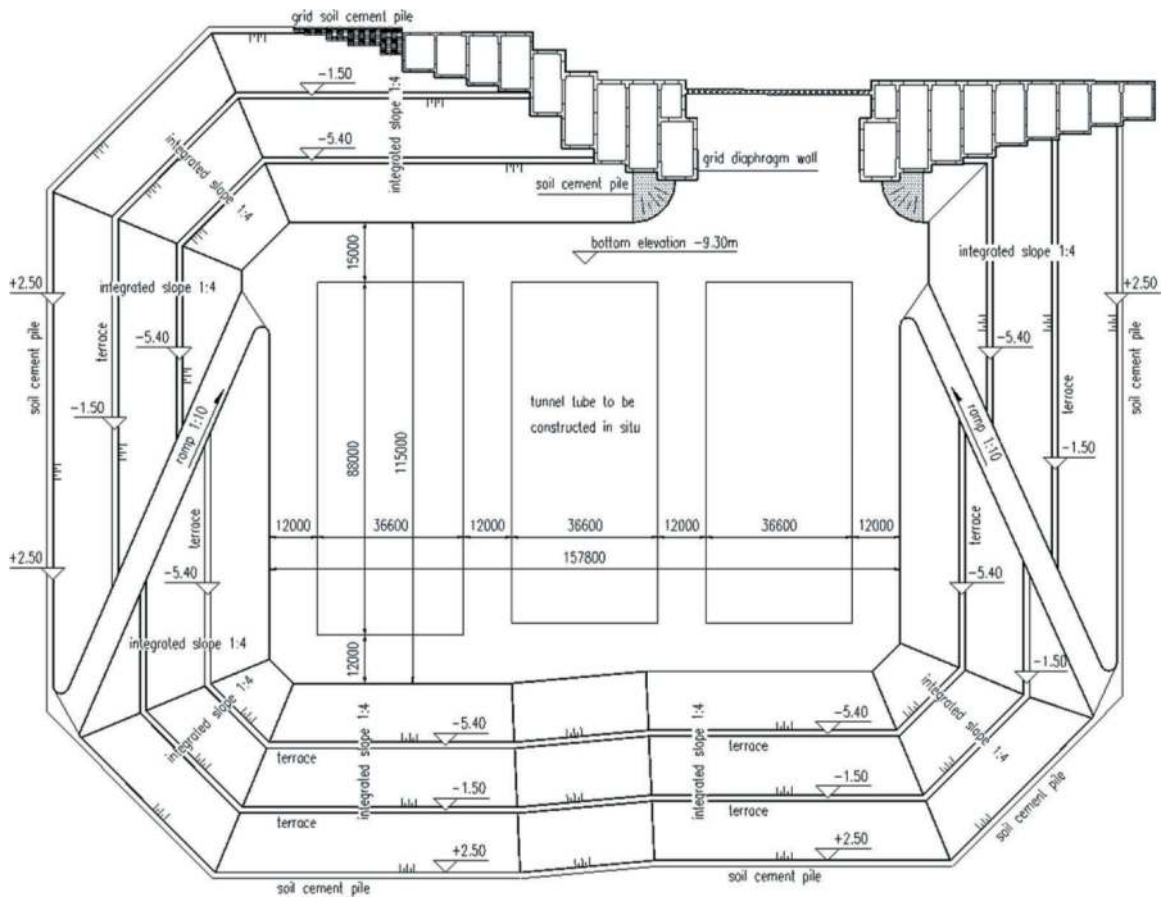 grid soil cement pile
-1.50
integrated slope 1:4
-5.40
integrated slope 1:4
grid diaphragm wall
soil cement pile
integrated slope 1:4
bottom elevation -9.30m
15000
integrated slope 1:4
+2.50
+2.50
soil cement pile
terrace
-5.40
-5.40
terrace
soil cement pile
-1.50
ramp 1:10
88000
115000
tunnel tube to be
constructed in situ
ramp 1:10
-1.50
terrace
12000
36600
12000
36600
12000
36600
12000
157800
terrace
+2.50
-5.40
-5.40
integrated slope 1:4
12000
-1.50
integrated slope 1:4
integrated slope 1:4
integrated slope 1:4
integrated slope 1:4
-5.40
-5.40
terrace
-1.50
-1.50
terrace
terrace
+2.50
+2.50
soil cement pile
soil cement pile
soil cement pile